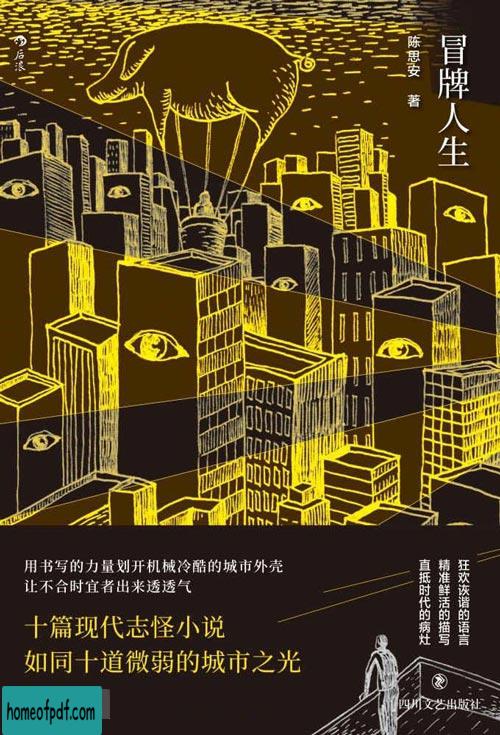 后浪
冒牌人生
陈思安 著
用书写的力量划开机械冷酷的城市外壳
让不合时宜者出来透透气
十篇现代志怪小说
如同十道微弱的城市之光
狂欢诙谐的语言
精准鲜活的描写
直抵时代的病灶
四川文艺出版社
homeofpdf.com